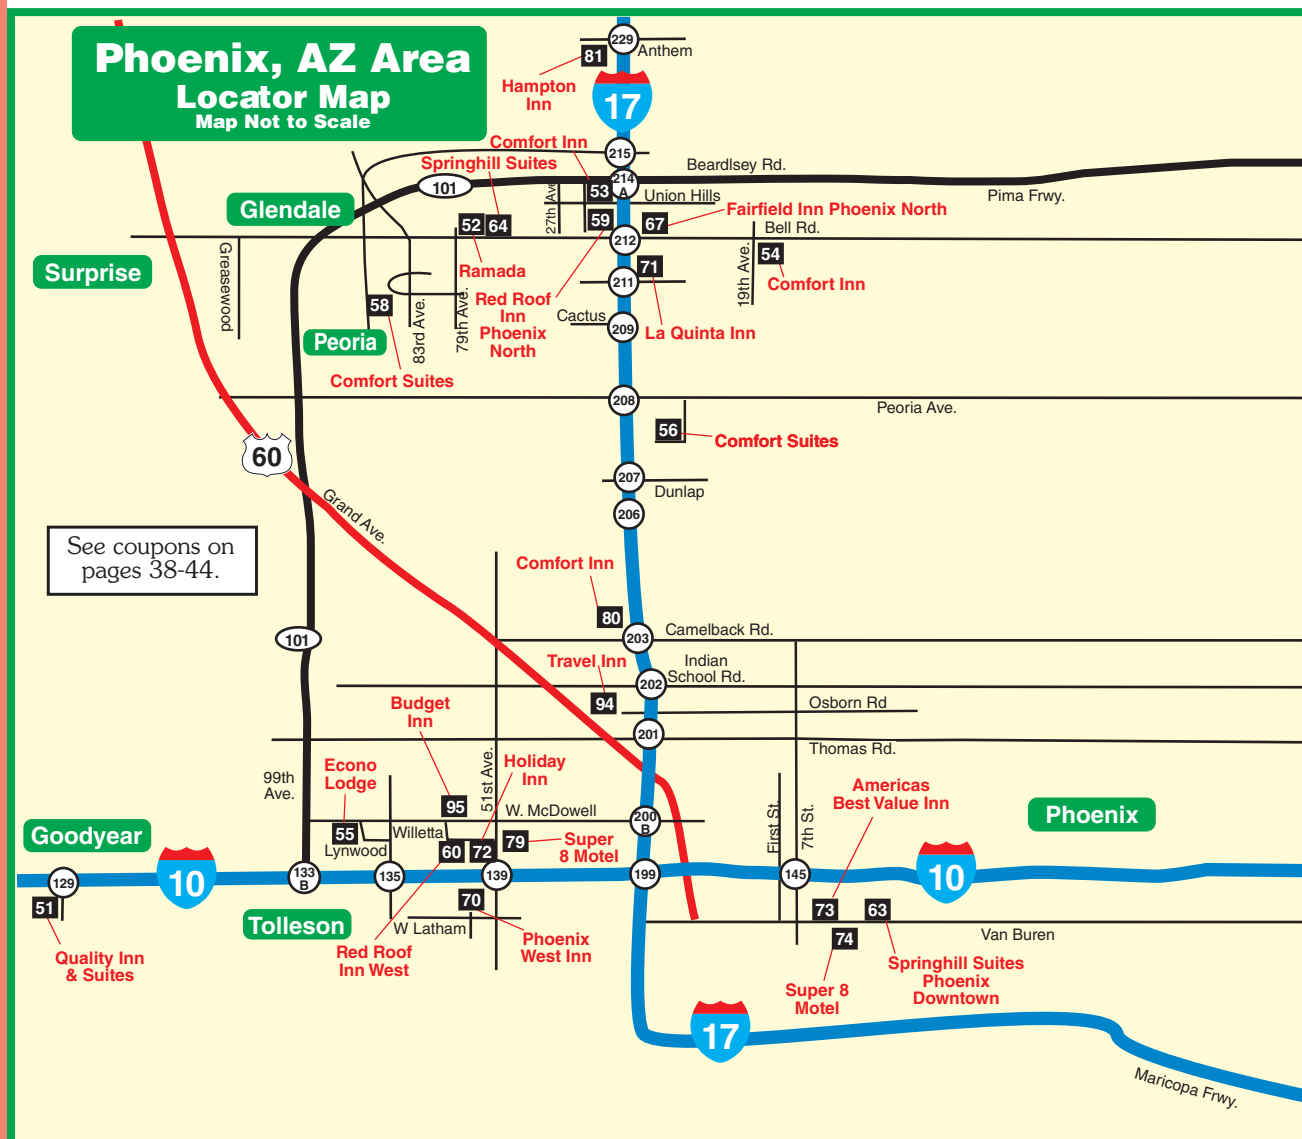 Phoenix, AZ Area
Locator Map
Map Not to Scale
229
Anthem
81
Hampton
Inn
17
Comfort Inn
215
Springhill Suites
Beardlsey Rd.
101
214
A
Pima Frwy.
53
Union Hills
27th Ave
Glendale
52
64
59
67
Fairfield Inn Phoenix North
Bell Rd.
212
Greasewood
Surprise
Ramada
71
19th Ave.
54
Comfort Inn
211
58
83rd Ave.
79th Ave.
Red Roof
Inn
Phoenix
North
Cactus
209
La Quinta Inn
Peoria
Comfort Suites
208
Peoria Ave.
56
Comfort Suites
60
207
Dunlap
Grand Ave.
206
See coupons on
pages 38-44.
Comfort Inn
80
101
203
Camelback Rd.
Travel Inn
Indian
School Rd.
202
94
Osborn Rd
Budget
Inn
201
Thomas Rd.
99th
Ave.
Econo
Lodge
51st Ave.
Holiday
Inn
Americas
Best Value Inn
95
W. McDowell
200
B
First St.
7th St.
Phoenix
Goodyear
55
Willetta
Lynwood
60
72
79
Super
8 Motel
129
10
133
B
135
139
199
145
10
51
70
73
63
Tolleson
W Latham
74
Van Buren
Quality Inn
& Suites
Red Roof
Inn West
Phoenix
West Inn
Super 8
Motel
Springhill Suites
Phoenix
Downtown
17
Maricopa Frwy.